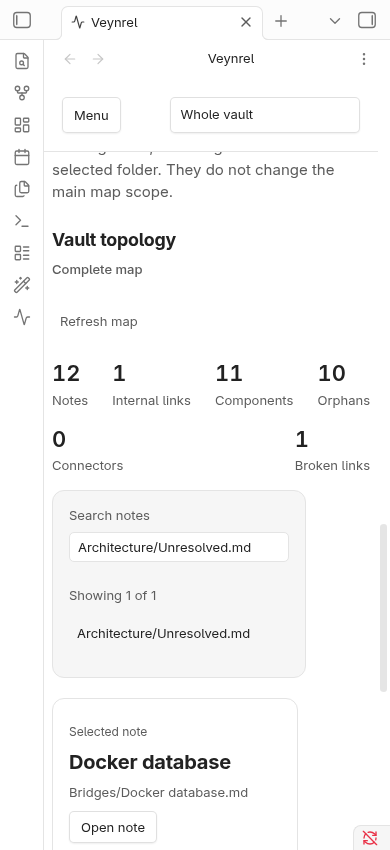 Veynrel
Veynrel
Menu
Whole vault
selected folder. They do not change the
main map scope.
Vault topology
Complete map
Refresh map
12 1 11 10
Notes Internal links Components Orphans
0 1
Connectors Broken links
Search notes
Architecture/Unresolved.md
Showing 1 of 1
Architecture/Unresolved.md
Selected note
Docker database
Bridges/Docker database.md
Open note